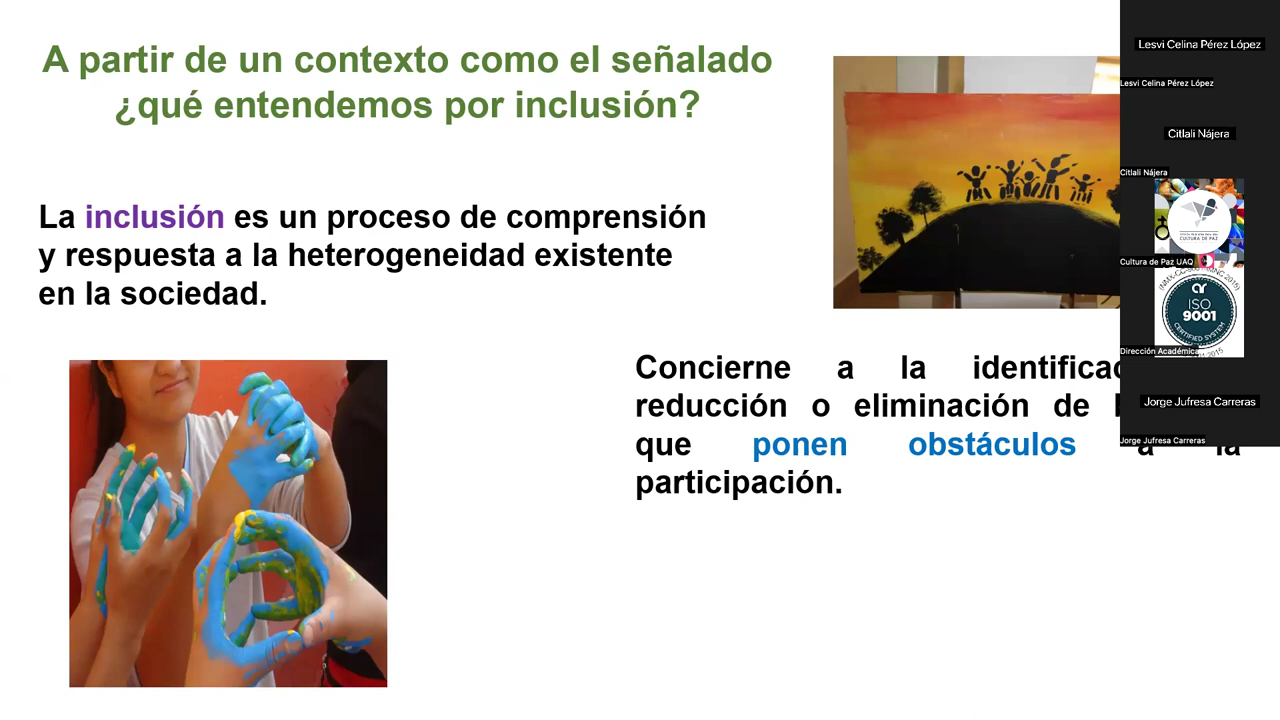 A partir de un contexto como el señalado
¿qué entendemos por inclusión?
La inclusión es un proceso de comprensión
y respuesta a la heterogeneidad existente
en la sociedad.
Concierne a la
reducción o eliminación de
que ponen obstáculos a la
participación.
Lesvi Celina Pérez López
Lesvi Celina Pérez López
Citlali Nájera
Citlali Nájera
CULTURA DE PAZ
Cultura de Paz UAQ
ISO
9001
CERTIFIED SYSTEM
Dirección Académica
Jorge Jufresa Carreras
Jorge Jufresa Carreras